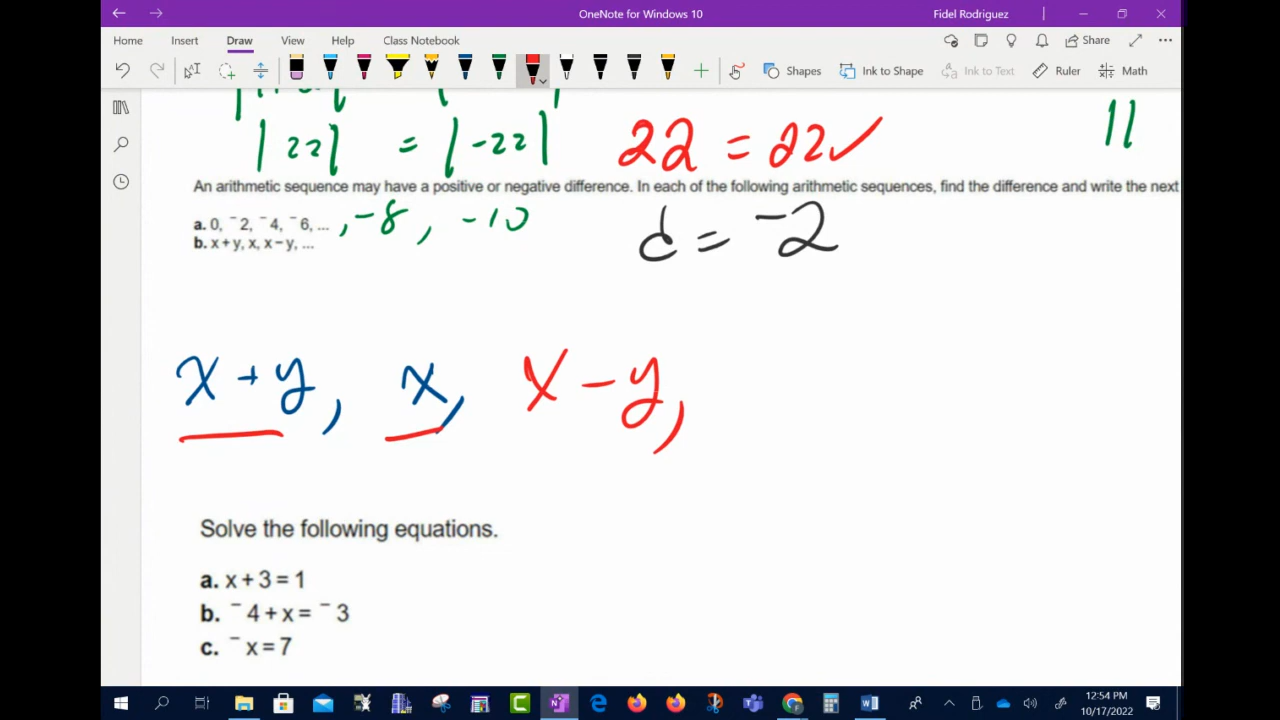 OneNote for Windows 10
Fidel Rodriguez
Home Insert Draw View Help Class Notebook
Share
Shapes Ink to Shape Ink to Text Ruler Math
|22| = |-22| 22 = 22✓ 11
An arithmetic sequence may have a positive or negative difference. In each of the following arithmetic sequences, find the difference and write the next
a. 0, ⁻2, ⁻4, ⁻6, ... , -8, -10 d = ⁻2
b. x + y, x, x − y, ...
x + y, x, x − y,
Solve the following equations.
a. x + 3 = 1
b. ⁻4 + x = ⁻3
c. ⁻x = 7
12:54 PM
10/17/2022